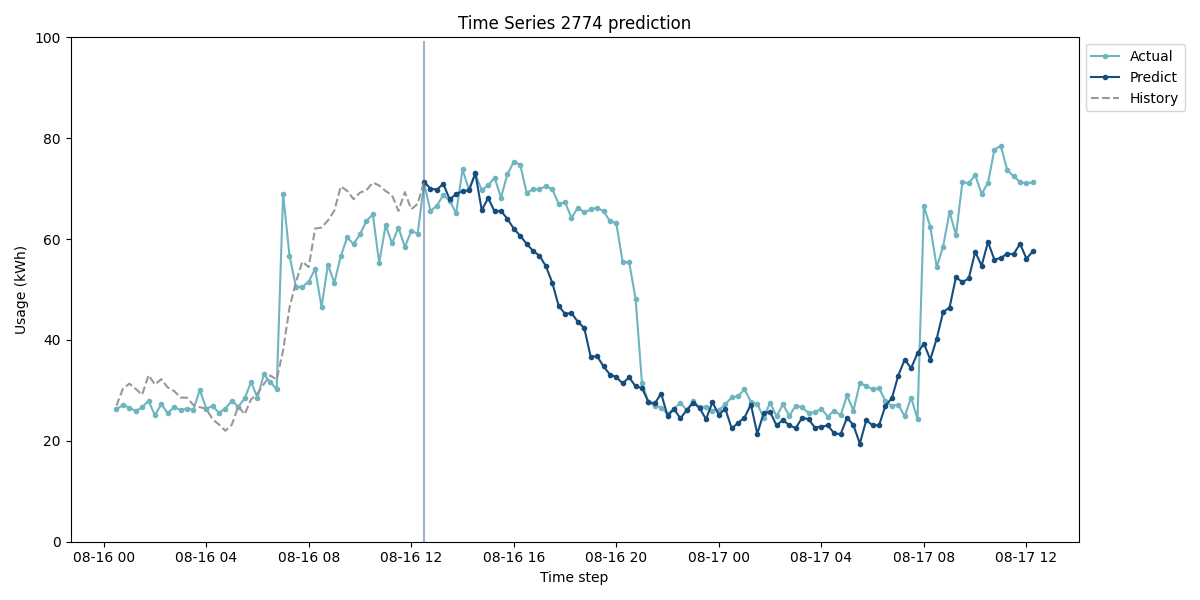 Time Series 2774 prediction
100
80
60
40
20
0
Usage (kWh)
08-16 00
08-16 04
08-16 08
08-16 12
08-16 16
08-16 20
08-17 00
08-17 04
08-17 08
08-17 12
Time step
Actual
Predict
History